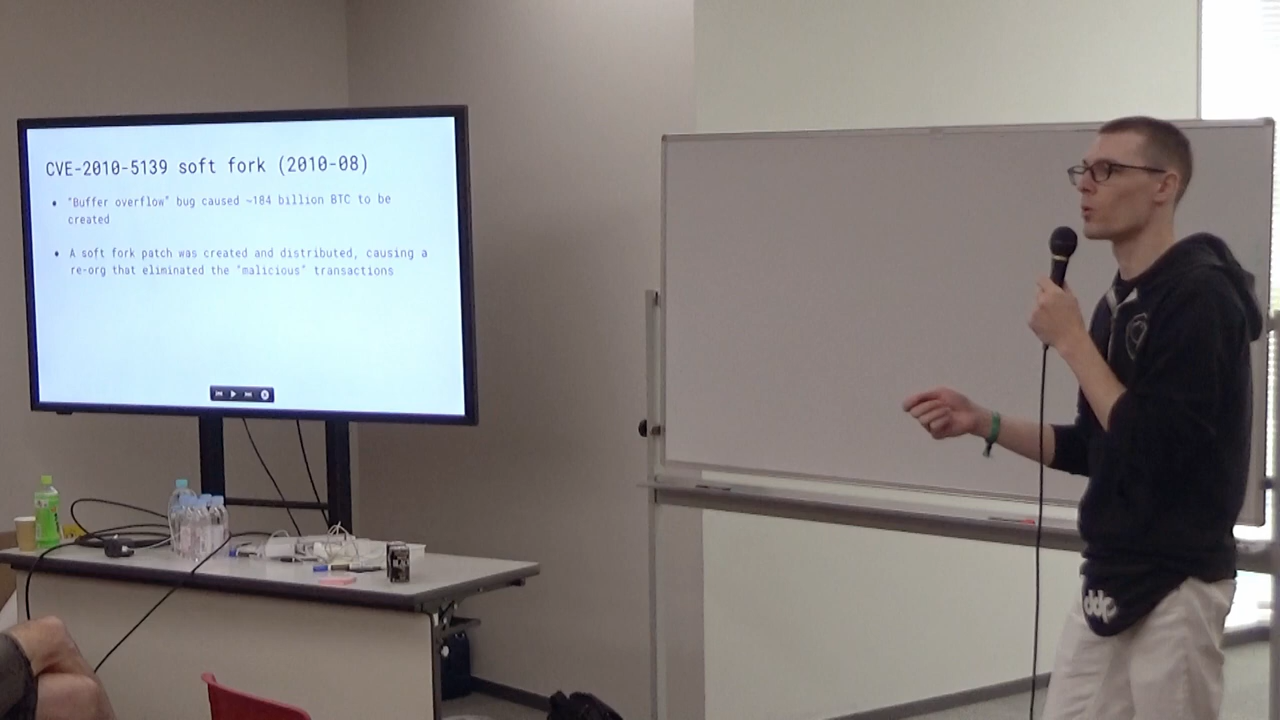 CVE-2010-5139 soft fork (2010-08)
• "Buffer overflow" bug caused ~184 billion BTC to be
created
• A soft fork patch was created and distributed, causing a
re-org that eliminated the "malicious" transactions